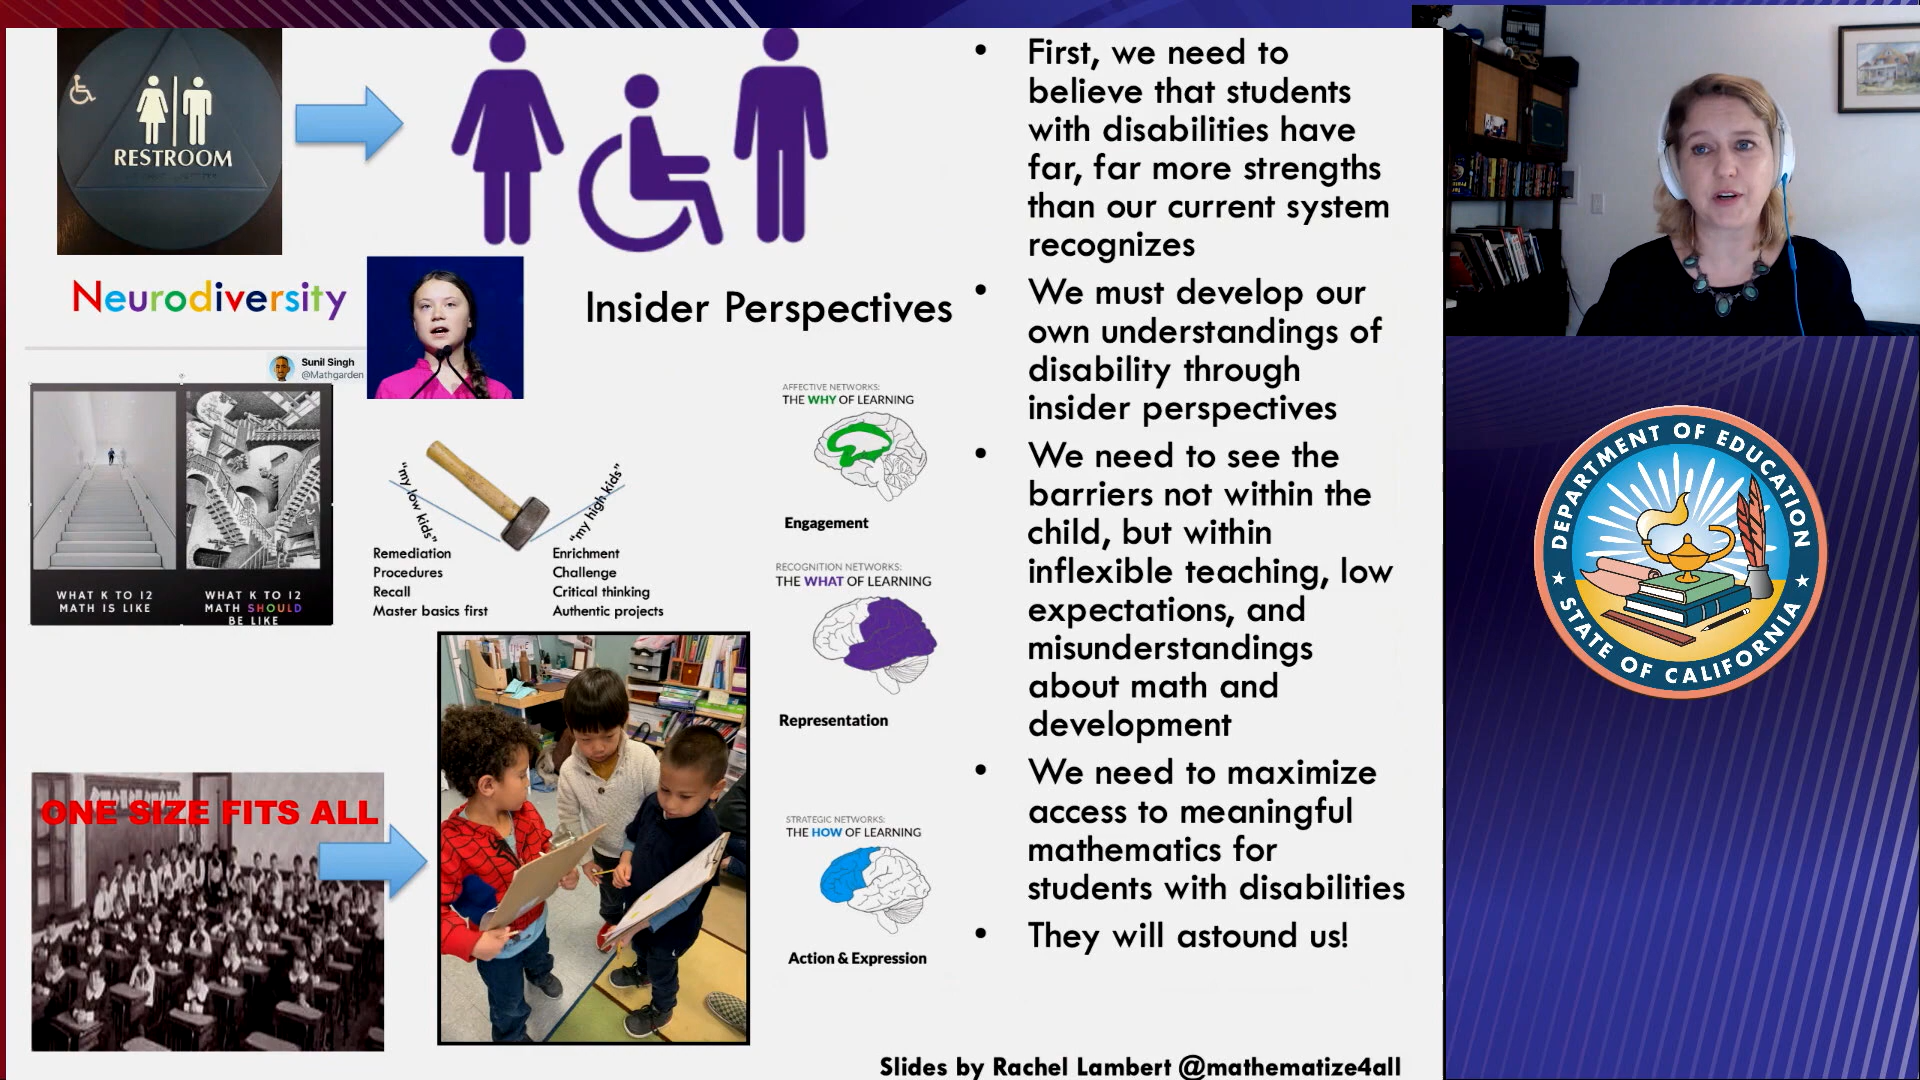 RESTROOM
Neurodiversity
Insider Perspectives
Sunil Singh
@Mathgarden
WHAT K TO 12
MATH IS LIKE
WHAT K TO 12
MATH SHOULD
BE LIKE
"my low kids"
"my high kids"
Remediation
Procedures
Recall
Master basics first
Enrichment
Challenge
Critical thinking
Authentic projects
ONE SIZE FITS ALL
AFFECTIVE NETWORKS:
THE WHY OF LEARNING
Engagement
RECOGNITION NETWORKS:
THE WHAT OF LEARNING
Representation
STRATEGIC NETWORKS:
THE HOW OF LEARNING
Action & Expression
• First, we need to
believe that students
with disabilities have
far, far more strengths
than our current system
recognizes
• We must develop our
own understandings of
disability through
insider perspectives
• We need to see the
barriers not within the
child, but within
inflexible teaching, low
expectations, and
misunderstandings
about math and
development
• We need to maximize
access to meaningful
mathematics for
students with disabilities
• They will astound us!
Slides by Rachel Lambert @mathematize4all
DEPARTMENT OF EDUCATION
STATE OF CALIFORNIA